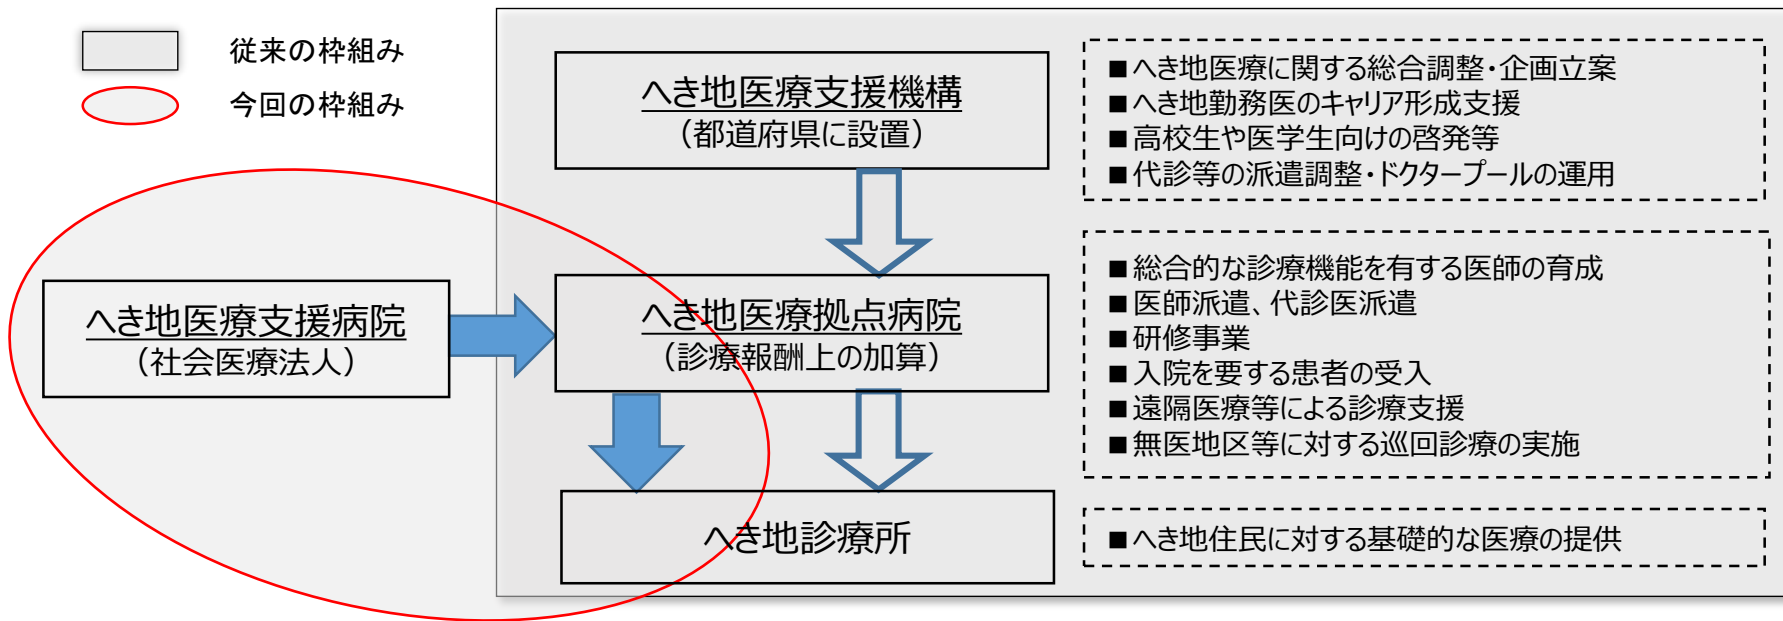 従来の枠組み
今回の枠組み
へき地医療支援機構
（都道府県に設置）
■へき地医療に関する総合調整・企画立案
■へき地勤務医のキャリア形成支援
■高校生や医学生向けの啓発等
■代診等の派遣調整・ドクタープールの運用
へき地医療支援病院
（社会医療法人）
へき地医療拠点病院
（診療報酬上の加算）
■総合的な診療機能を有する医師の育成
■医師派遣、代診医派遣
■研修事業
■入院を要する患者の受入
■遠隔医療等による診療支援
■無医地区等に対する巡回診療の実施
へき地診療所
■へき地住民に対する基礎的な医療の提供